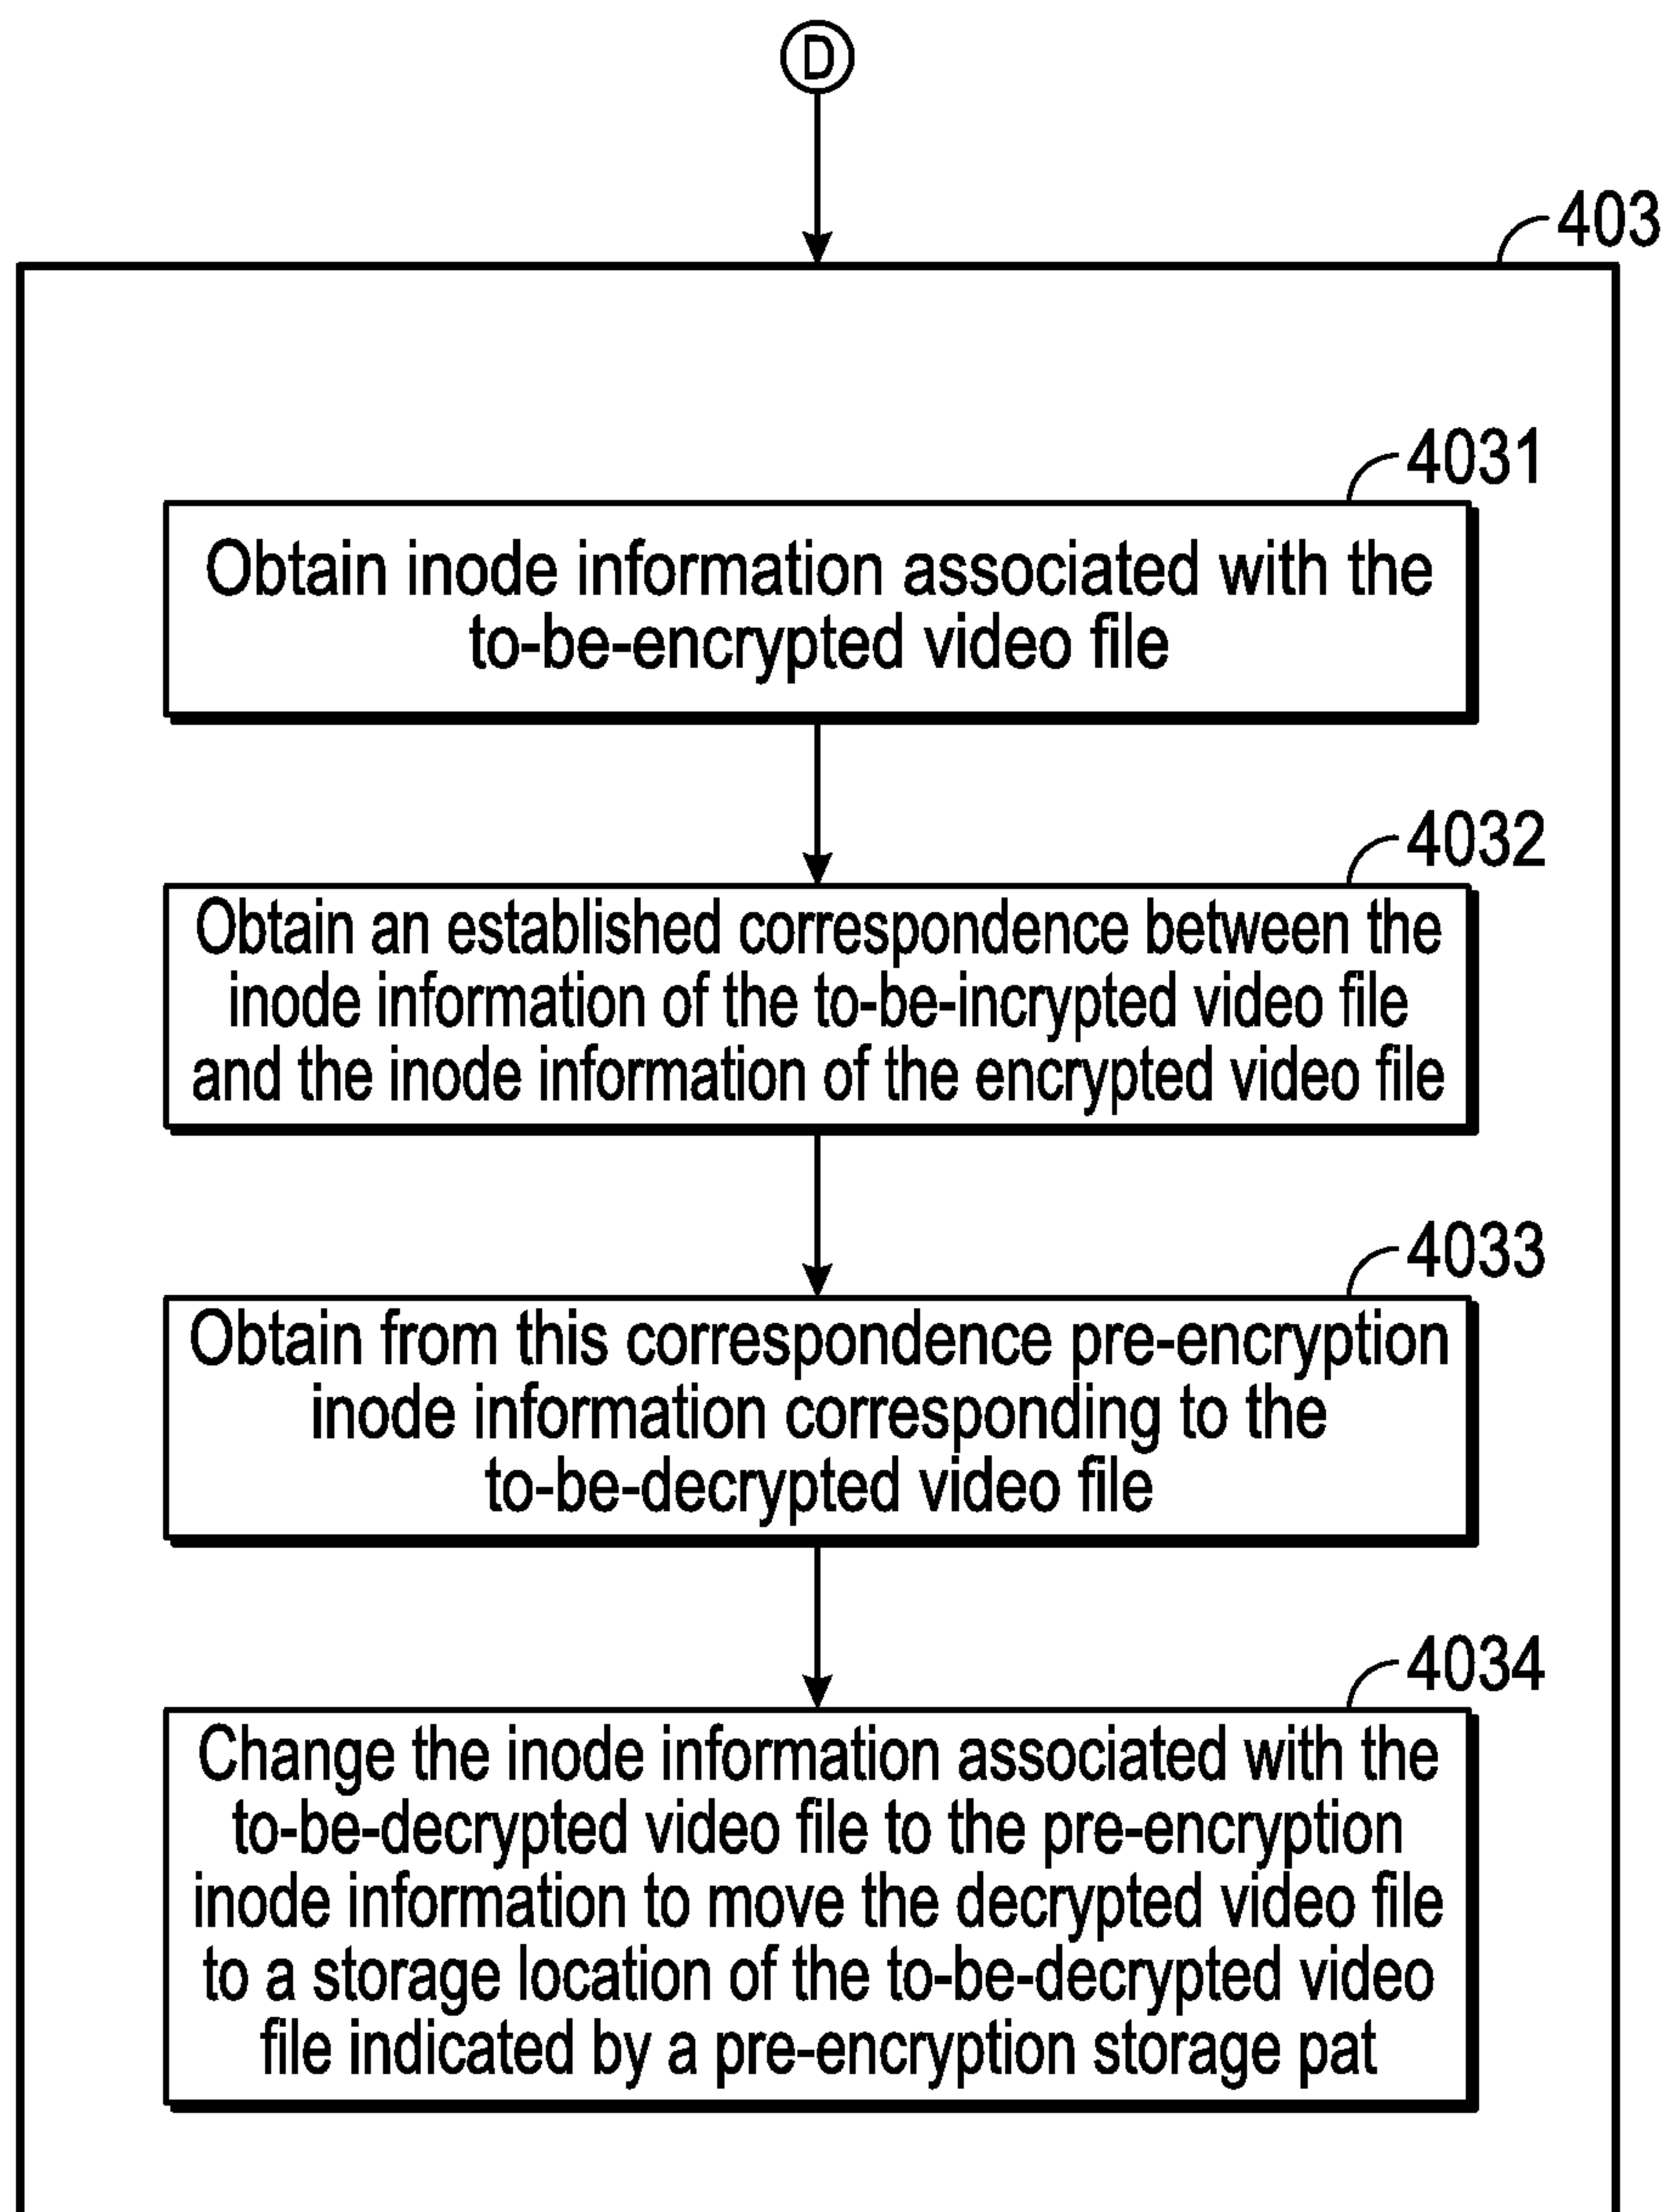 D
403
4031
Obtain inode information associated with the
to-be-encrypted video file
4032
Obtain an established correspondence between the
inode information of the to-be-incrypted video file
and the inode information of the encrypted video file
4033
Obtain from this correspondence pre-encryption
inode information corresponding to the
to-be-decrypted video file
4034
Change the inode information associated with the
to-be-decrypted video file to the pre-encryption
inode information to move the decrypted video file
to a storage location of the to-be-decrypted video
file indicated by a pre-encryption storage pat